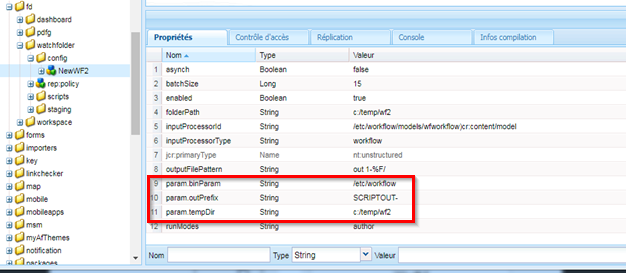 fd
dashboard
pdfg
watchfolder
config
NewWF2
rep:policy
scripts
staging
workspace
forms
importers
key
linkchecker
map
mobile
mobileapps
msm
myAfThemes
notification
packages
Propriétés Contrôle d'accès Réplication Console Infos compilation
Nom Type Valeur
1 asynch Boolean false
2 batchSize Long 15
3 enabled Boolean true
4 folderPath String c:/temp/wf2
5 inputProcessorId String /etc/workflow/models/wfworkflow/jcr:content/model
6 inputProcessorType String workflow
7 jcr:primaryType Name nt:unstructured
8 outputFilePattern String out 1-%F/
9 param.binParam String /etc/workflow
10 param.outPrefix String SCRIPTOUT-
11 param.tempDir String c:/temp/wf2
12 runModes String author
Nom Type String Valeur